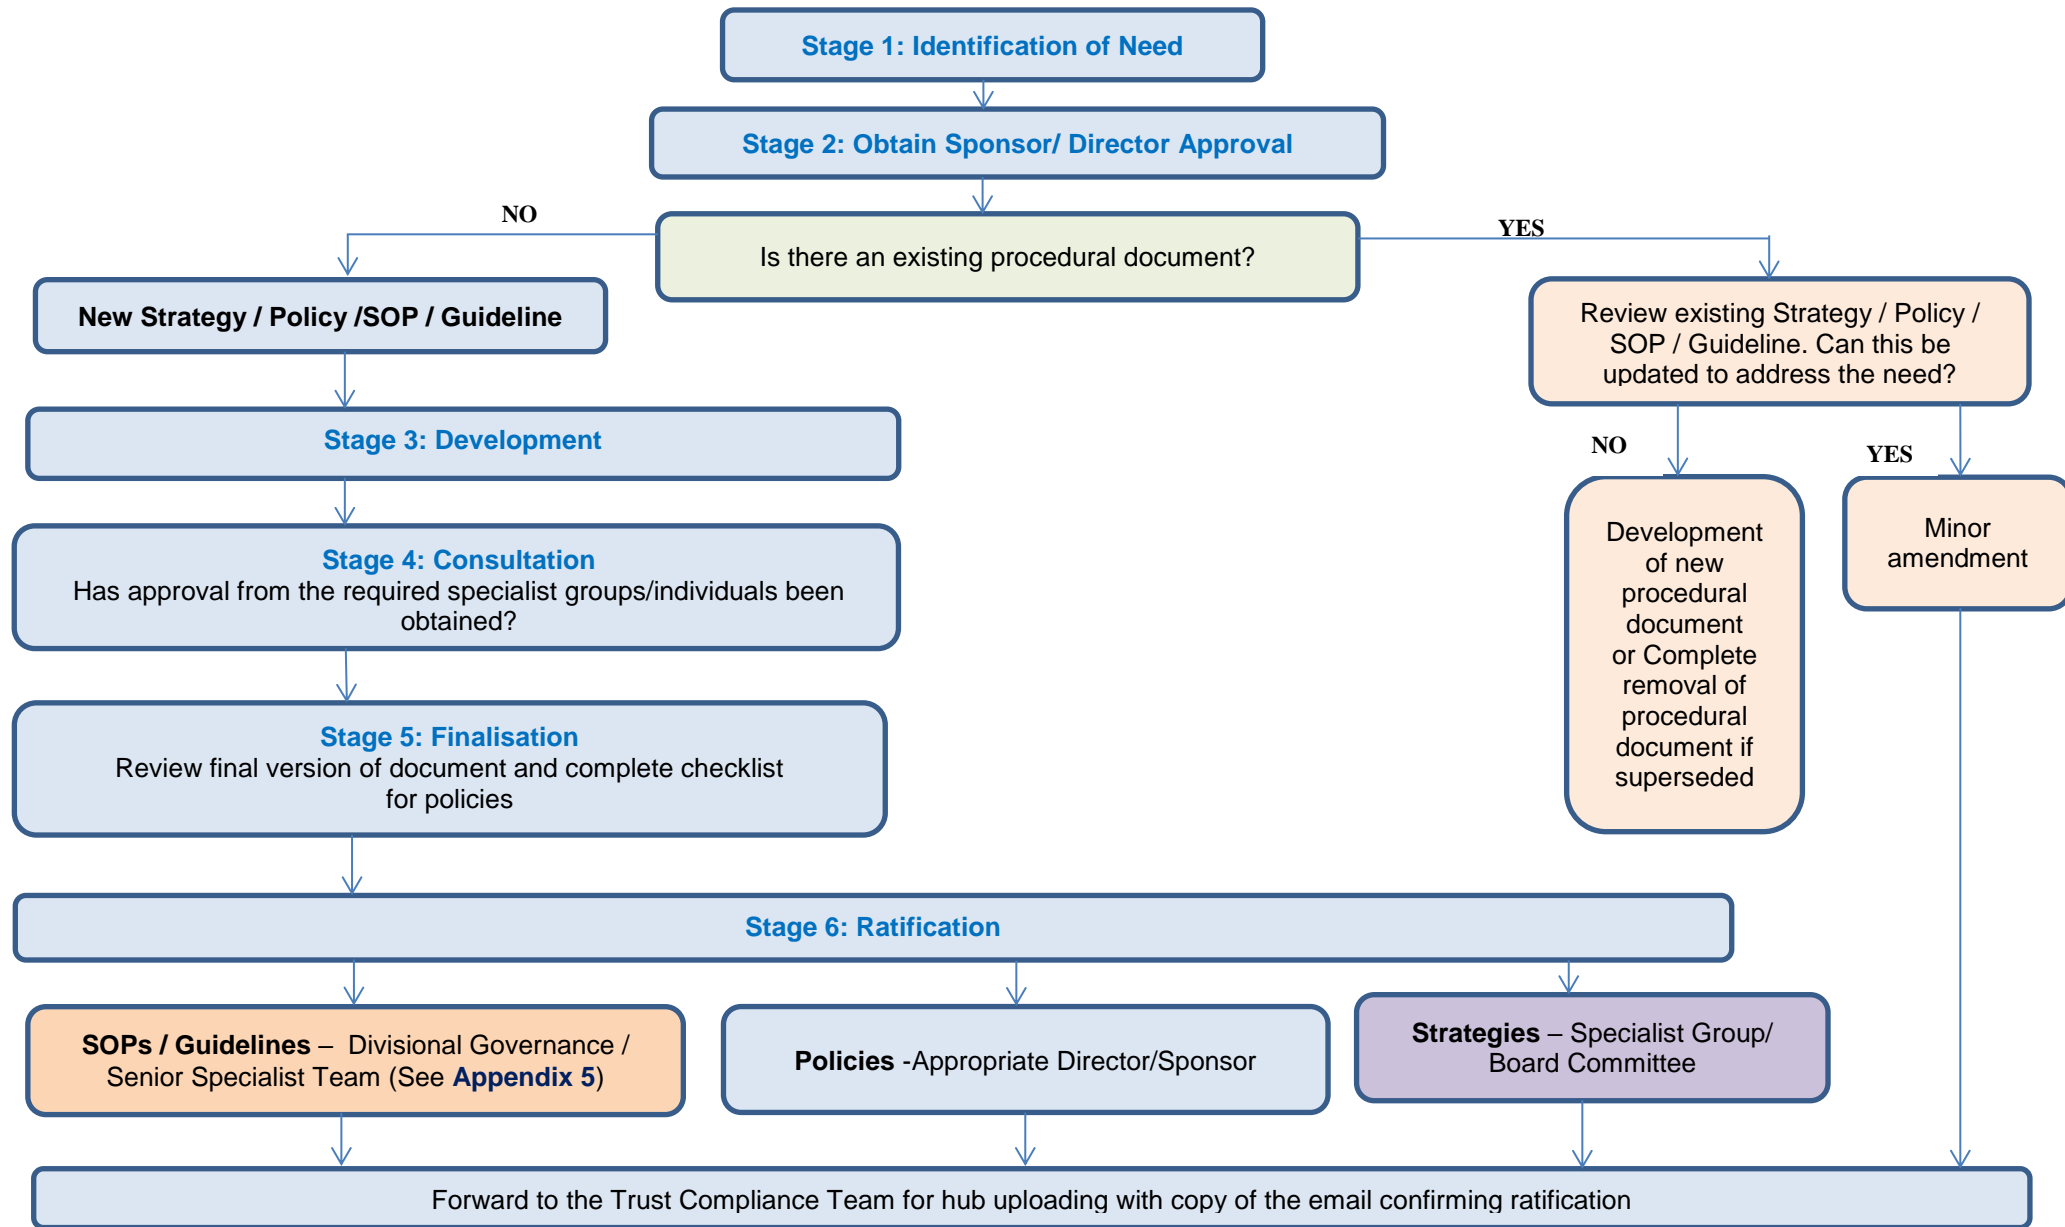 Stage 1: Identification of Need
Stage 2: Obtain Sponsor/ Director Approval
NO
YES
Is there an existing procedural document?
New Strategy / Policy /SOP / Guideline
Review existing Strategy / Policy /
SOP / Guideline. Can this be
updated to address the need?
Stage 3: Development
NO
YES
Stage 4: Consultation
Has approval from the required specialist groups/individuals been
obtained?
Development
of new
procedural
document
or Complete
removal of
procedural
document if
superseded
Minor
amendment
Stage 5: Finalisation
Review final version of document and complete checklist
for policies
Stage 6: Ratification
SOPs / Guidelines – Divisional Governance /
Senior Specialist Team (See Appendix 5)
Policies -Appropriate Director/Sponsor
Strategies – Specialist Group/
Board Committee
Forward to the Trust Compliance Team for hub uploading with copy of the email confirming ratification